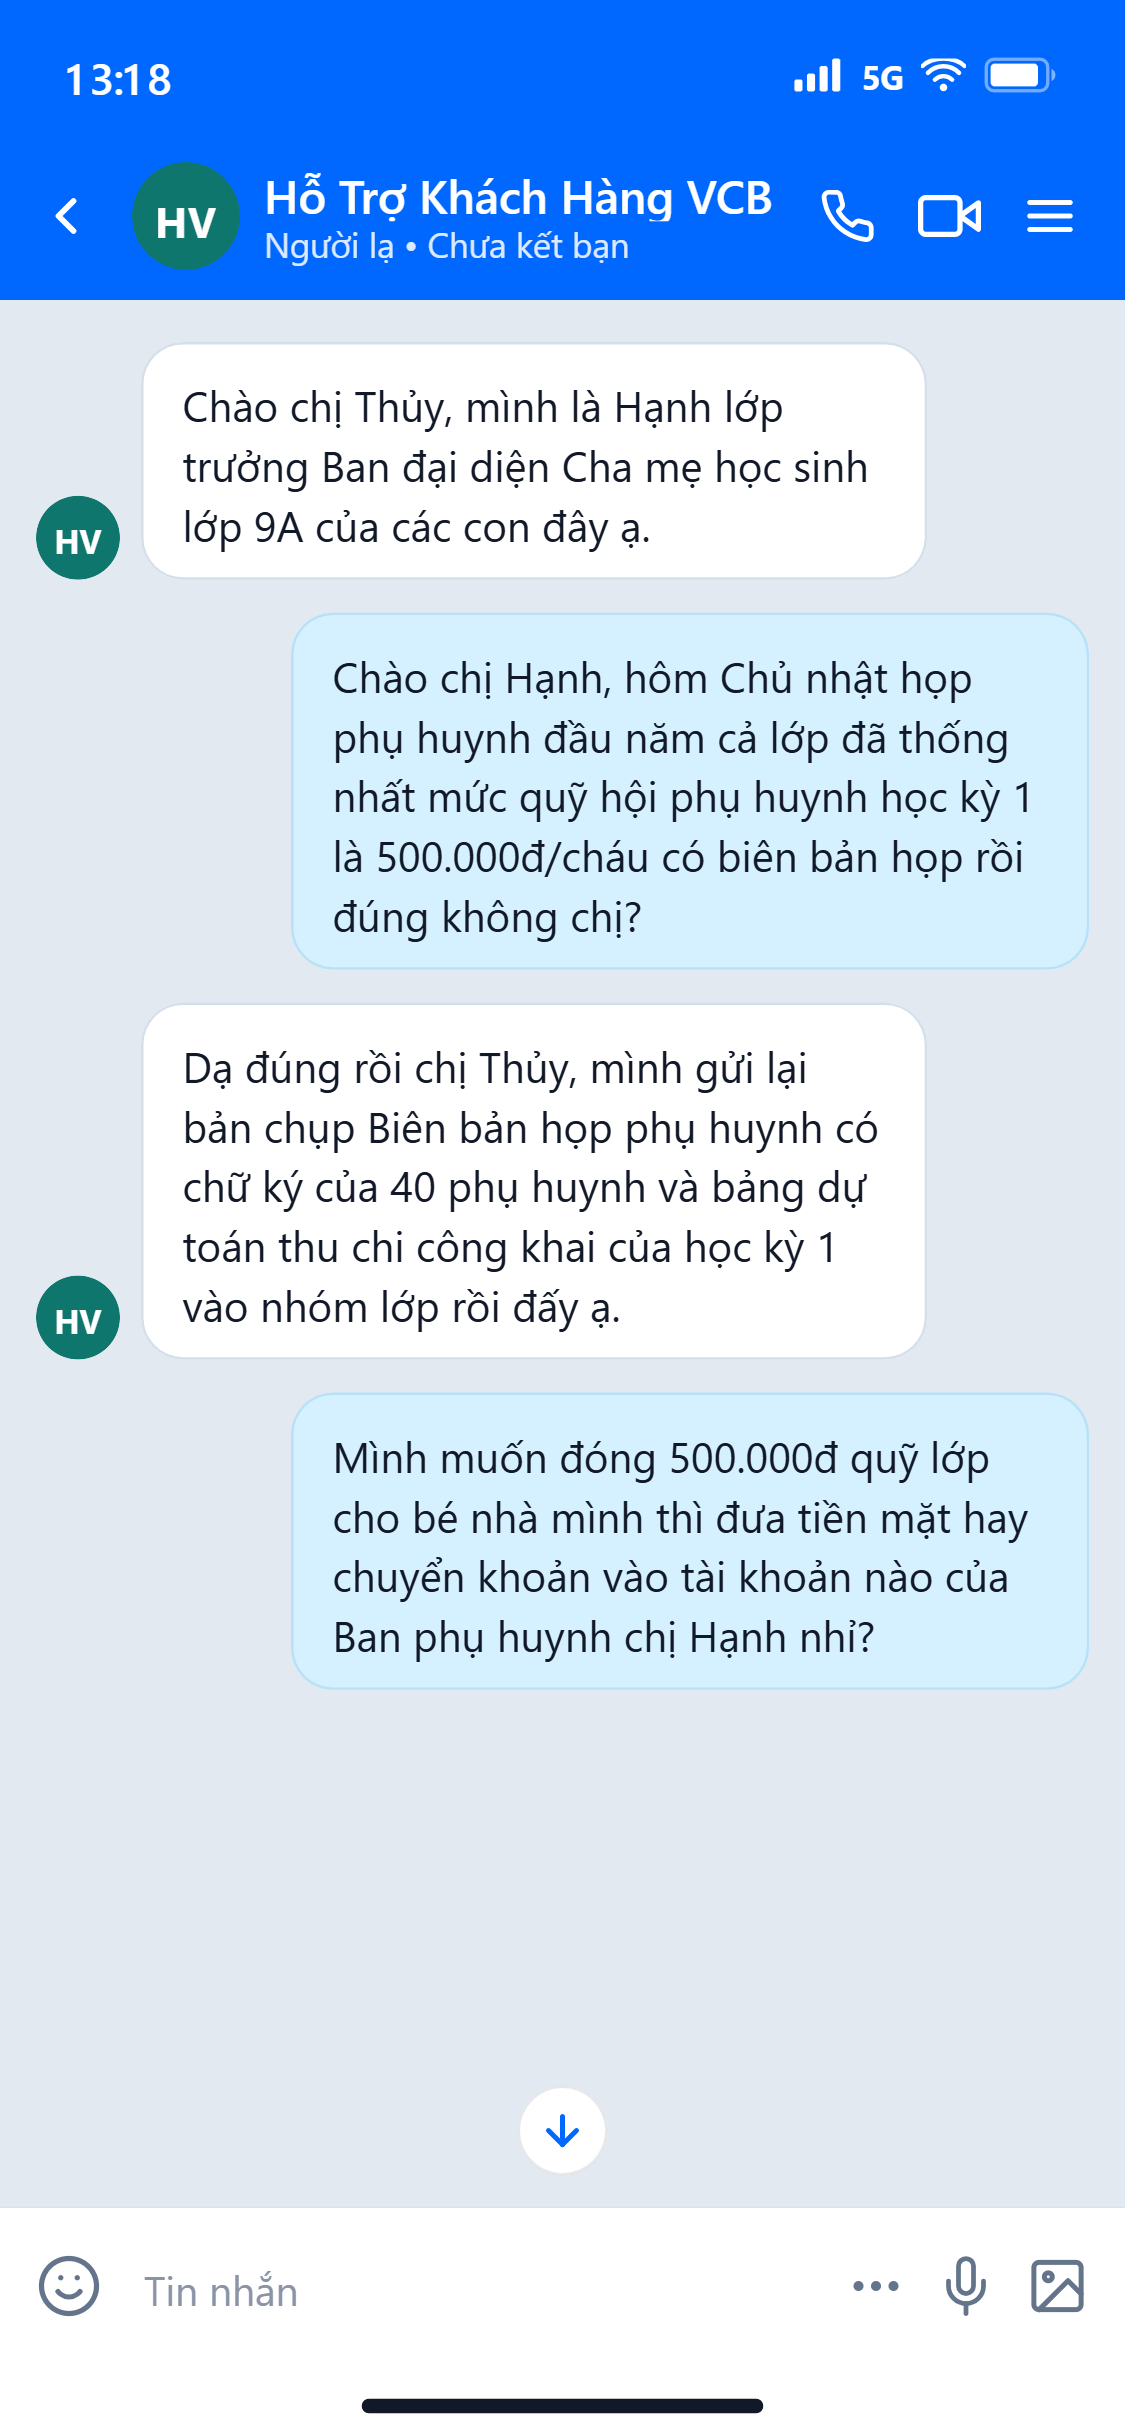 13:18
5G
HV
Hỗ Trợ Khách Hàng VCB
Người lạ • Chưa kết bạn
Chào chị Thủy, mình là Hạnh lớp
trưởng Ban đại diện Cha mẹ học sinh
lớp 9A của các con đây ạ.
HV
Chào chị Hạnh, hôm Chủ nhật họp
phụ huynh đầu năm cả lớp đã thống
nhất mức quỹ hội phụ huynh học kỳ 1
là 500.000đ/cháu có biên bản họp rồi
đúng không chị?
Dạ đúng rồi chị Thủy, mình gửi lại
bản chụp Biên bản họp phụ huynh có
chữ ký của 40 phụ huynh và bảng dự
toán thu chi công khai của học kỳ 1
vào nhóm lớp rồi đấy ạ.
HV
Mình muốn đóng 500.000đ quỹ lớp
cho bé nhà mình thì đưa tiền mặt hay
chuyển khoản vào tài khoản nào của
Ban phụ huynh chị Hạnh nhỉ?
Tin nhắn